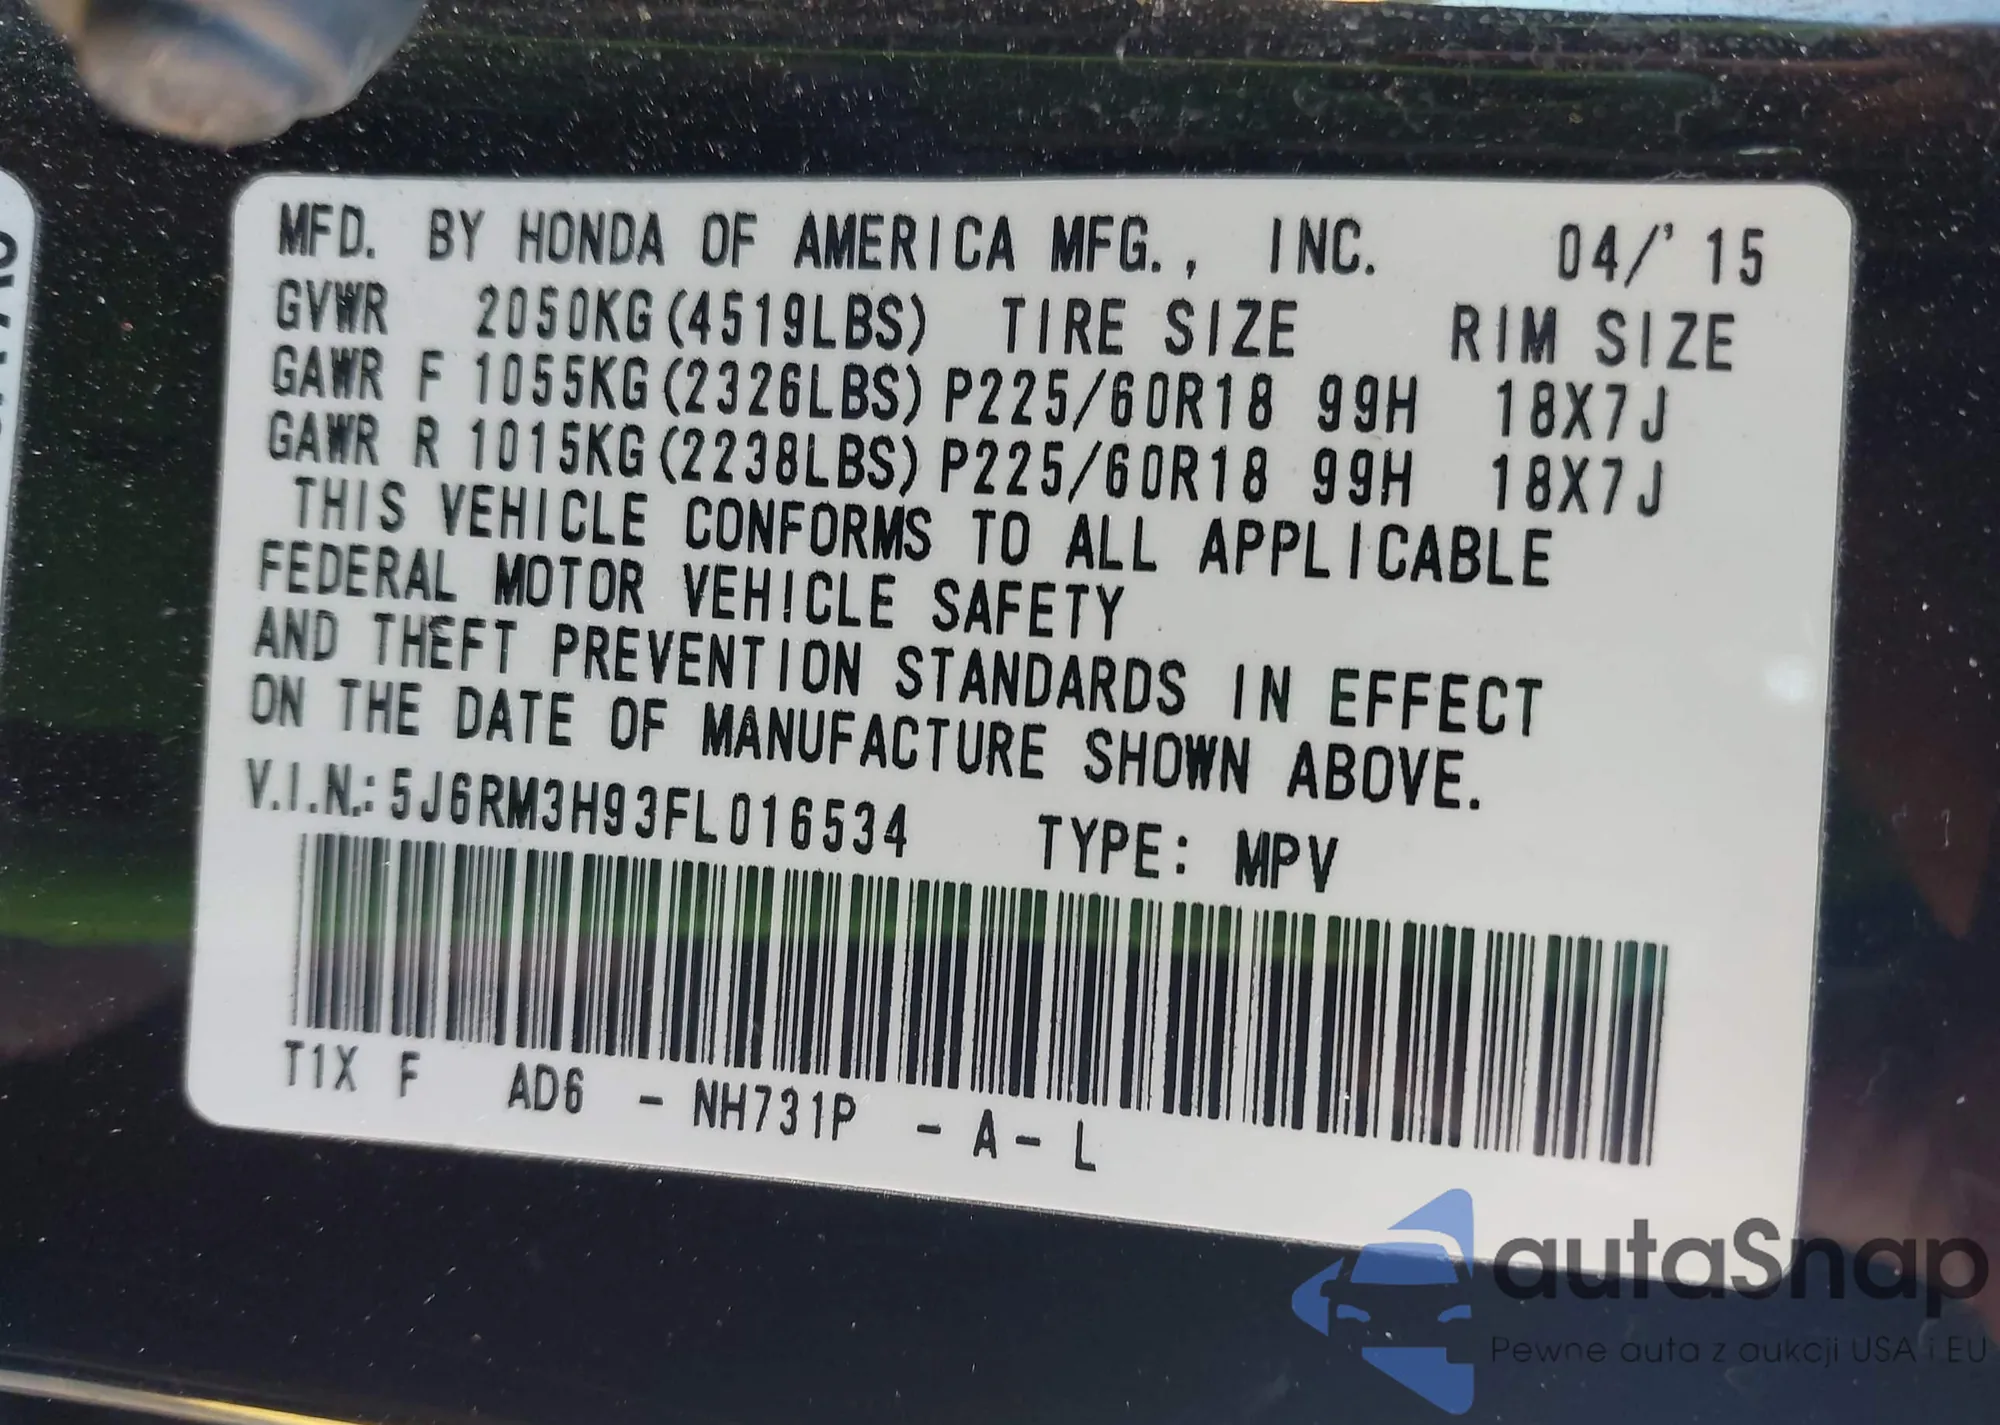 MFD. BY HONDA OF AMERICA MFG., INC. 04/'15
GVWR 2050KG(4519LBS) TIRE SIZE RIM SIZE
GAWR F 1055KG(2326LBS) P225/60R18 99H 18X7J
GAWR R 1015KG(2238LBS) P225/60R18 99H 18X7J
THIS VEHICLE CONFORMS TO ALL APPLICABLE
FEDERAL MOTOR VEHICLE SAFETY
AND THEFT PREVENTION STANDARDS IN EFFECT
ON THE DATE OF MANUFACTURE SHOWN ABOVE.
V.I.N.: 5J6RM3H93FL016534 TYPE: MPV
T1X F AD6 - NH731P - A - L
autaSnap
Pewne auta z aukcji USA i EU